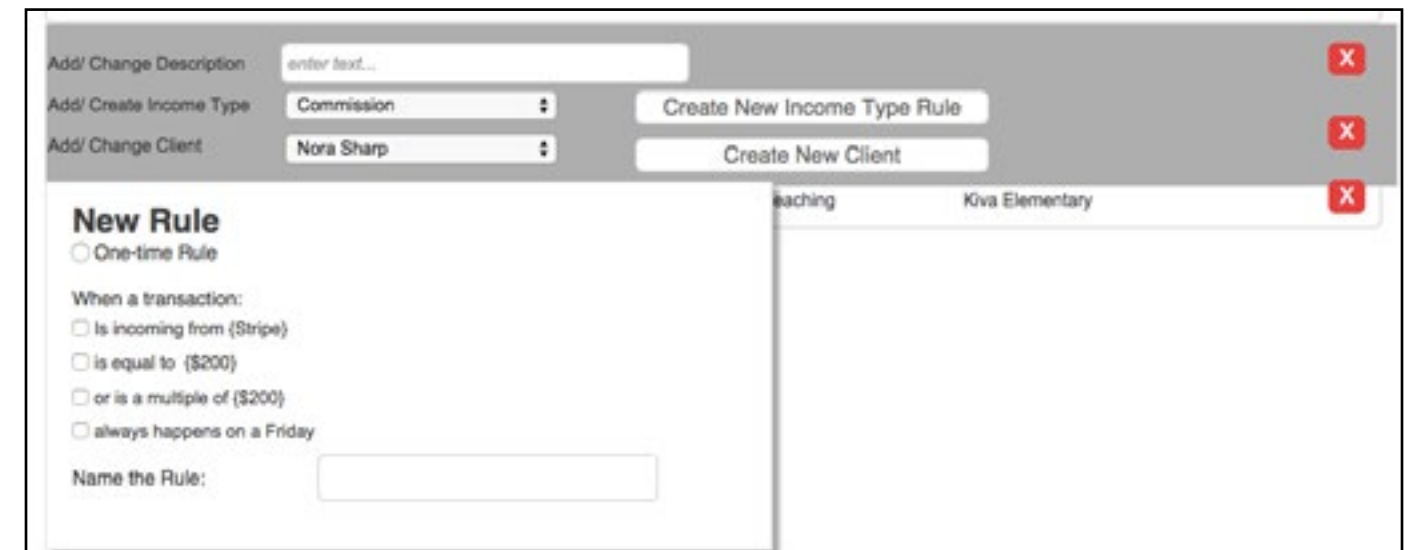 Add/ Change Description enter text... X
Add/ Create Income Type Commission Create New Income Type Rule
X
Add/ Change Client Nora Sharp Create New Client
eaching Kiva Elementary X
New Rule
One-time Rule
When a transaction:
Is incoming from {Stripe}
is equal to {$200}
or is a multiple of {$200}
always happens on a Friday
Name the Rule: